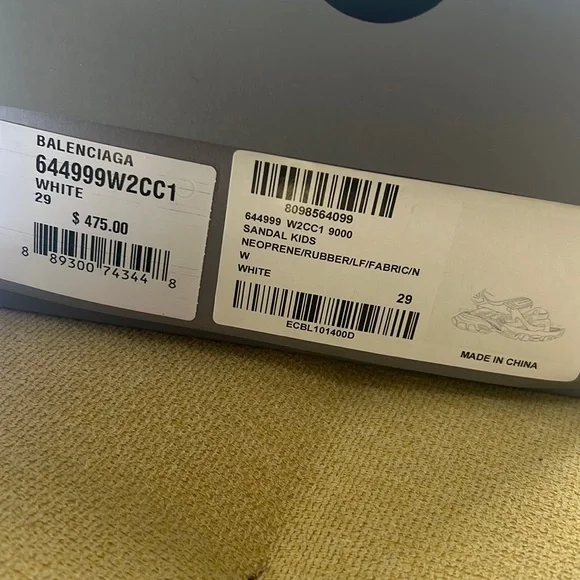 BALENCIAGA
644999W2CC1
WHITE
29
$ 475.00
8 89300 74344 8
8098564099
644999 W2CC1 9000
SANDAL KIDS
NEOPRENE/RUBBER/LF/FABRIC/N
W
WHITE
29
ECBL101400D
MADE IN CHINA